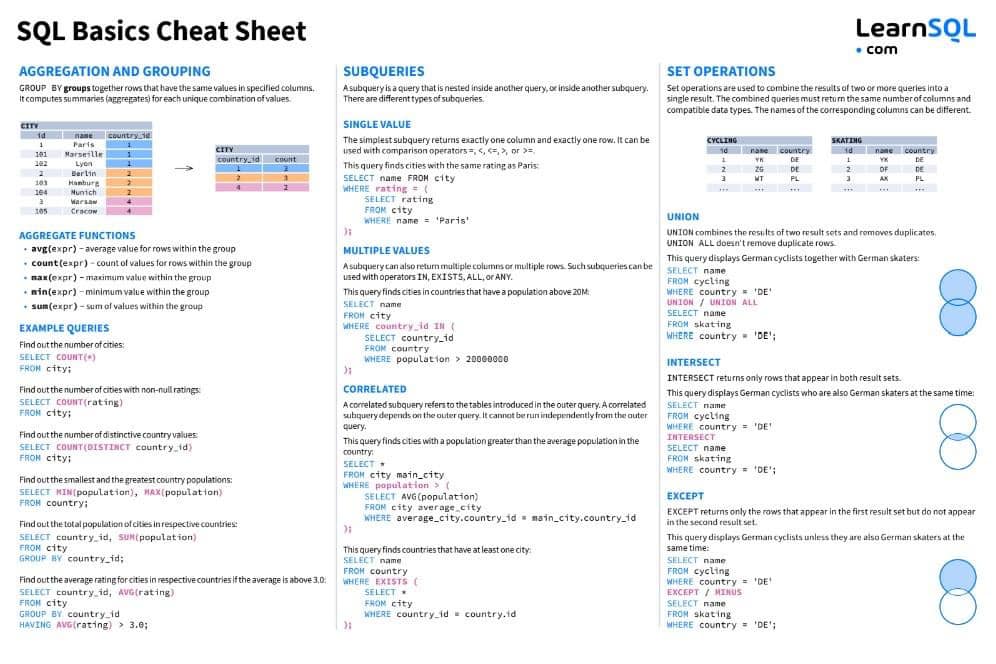 SQL Basics Cheat Sheet
LearnSQL
• com
AGGREGATION AND GROUPING
GROUP BY groups together rows that have the same values in specified columns.
It computes summaries (aggregates) for each unique combination of values.
CITY
id name country_id
1 Paris 1
101 Marseille 1
102 Lyon 1
2 Berlin 2
103 Hamburg 2
104 Munich 2
3 Warsaw 4
105 Cracow 4
CITY
country_id count
1 3
2 3
4 2
AGGREGATE FUNCTIONS
• avg(expr) – average value for rows within the group
• count(expr) – count of values for rows within the group
• max(expr) – maximum value within the group
• min(expr) – minimum value within the group
• sum(expr) – sum of values within the group
EXAMPLE QUERIES
Find out the number of cities:
SELECT COUNT(*)
FROM city;
Find out the number of cities with non-null ratings:
SELECT COUNT(rating)
FROM city;
Find out the number of distinctive country values:
SELECT COUNT(DISTINCT country_id)
FROM city;
Find out the smallest and the greatest country populations:
SELECT MIN(population), MAX(population)
FROM country;
Find out the total population of cities in respective countries:
SELECT country_id, SUM(population)
FROM city
GROUP BY country_id;
Find out the average rating for cities in respective countries if the average is above 3.0:
SELECT country_id, AVG(rating)
FROM city
GROUP BY country_id
HAVING AVG(rating) > 3.0;
SUBQUERIES
A subquery is a query that is nested inside another query, or inside another subquery.
There are different types of subqueries.
SINGLE VALUE
The simplest subquery returns exactly one column and exactly one row. It can be
used with comparison operators =, <, <=, >, or >=.
This query finds cities with the same rating as Paris:
SELECT name FROM city
WHERE rating = (
SELECT rating
FROM city
WHERE name = 'Paris'
);
MULTIPLE VALUES
A subquery can also return multiple columns or multiple rows. Such subqueries can be
used with operators IN, EXISTS, ALL, or ANY.
This query finds cities in countries that have a population above 20M:
SELECT name
FROM city
WHERE country_id IN (
SELECT country_id
FROM country
WHERE population > 20000000
);
CORRELATED
A correlated subquery refers to the tables introduced in the outer query. A correlated
subquery depends on the outer query. It cannot be run independently from the outer
query.
This query finds cities with a population greater than the average population in the
country:
SELECT *
FROM city main_city
WHERE population > (
SELECT AVG(population)
FROM city average_city
WHERE average_city.country_id = main_city.country_id
);
This query finds countries that have at least one city:
SELECT name
FROM country
WHERE EXISTS (
SELECT *
FROM city
WHERE country_id = country.id
);
SET OPERATIONS
Set operations are used to combine the results of two or more queries into a
single result. The combined queries must return the same number of columns and
compatible data types. The names of the corresponding columns can be different.
CYCLING
id name country
1 YK DE
2 ZG DE
3 WT PL
... ... ...
SKATING
id name country
1 YK DE
2 DF DE
3 AK PL
... ... ...
UNION
UNION combines the results of two result sets and removes duplicates.
UNION ALL doesn't remove duplicate rows.
This query displays German cyclists together with German skaters:
SELECT name
FROM cycling
WHERE country = 'DE'
UNION / UNION ALL
SELECT name
FROM skating
WHERE country = 'DE';
INTERSECT
INTERSECT returns only rows that appear in both result sets.
This query displays German cyclists who are also German skaters at the same time:
SELECT name
FROM cycling
WHERE country = 'DE'
INTERSECT
SELECT name
FROM skating
WHERE country = 'DE';
EXCEPT
EXCEPT returns only the rows that appear in the first result set but do not appear
in the second result set.
This query displays German cyclists unless they are also German skaters at the
same time:
SELECT name
FROM cycling
WHERE country = 'DE'
EXCEPT / MINUS
SELECT name
FROM skating
WHERE country = 'DE';